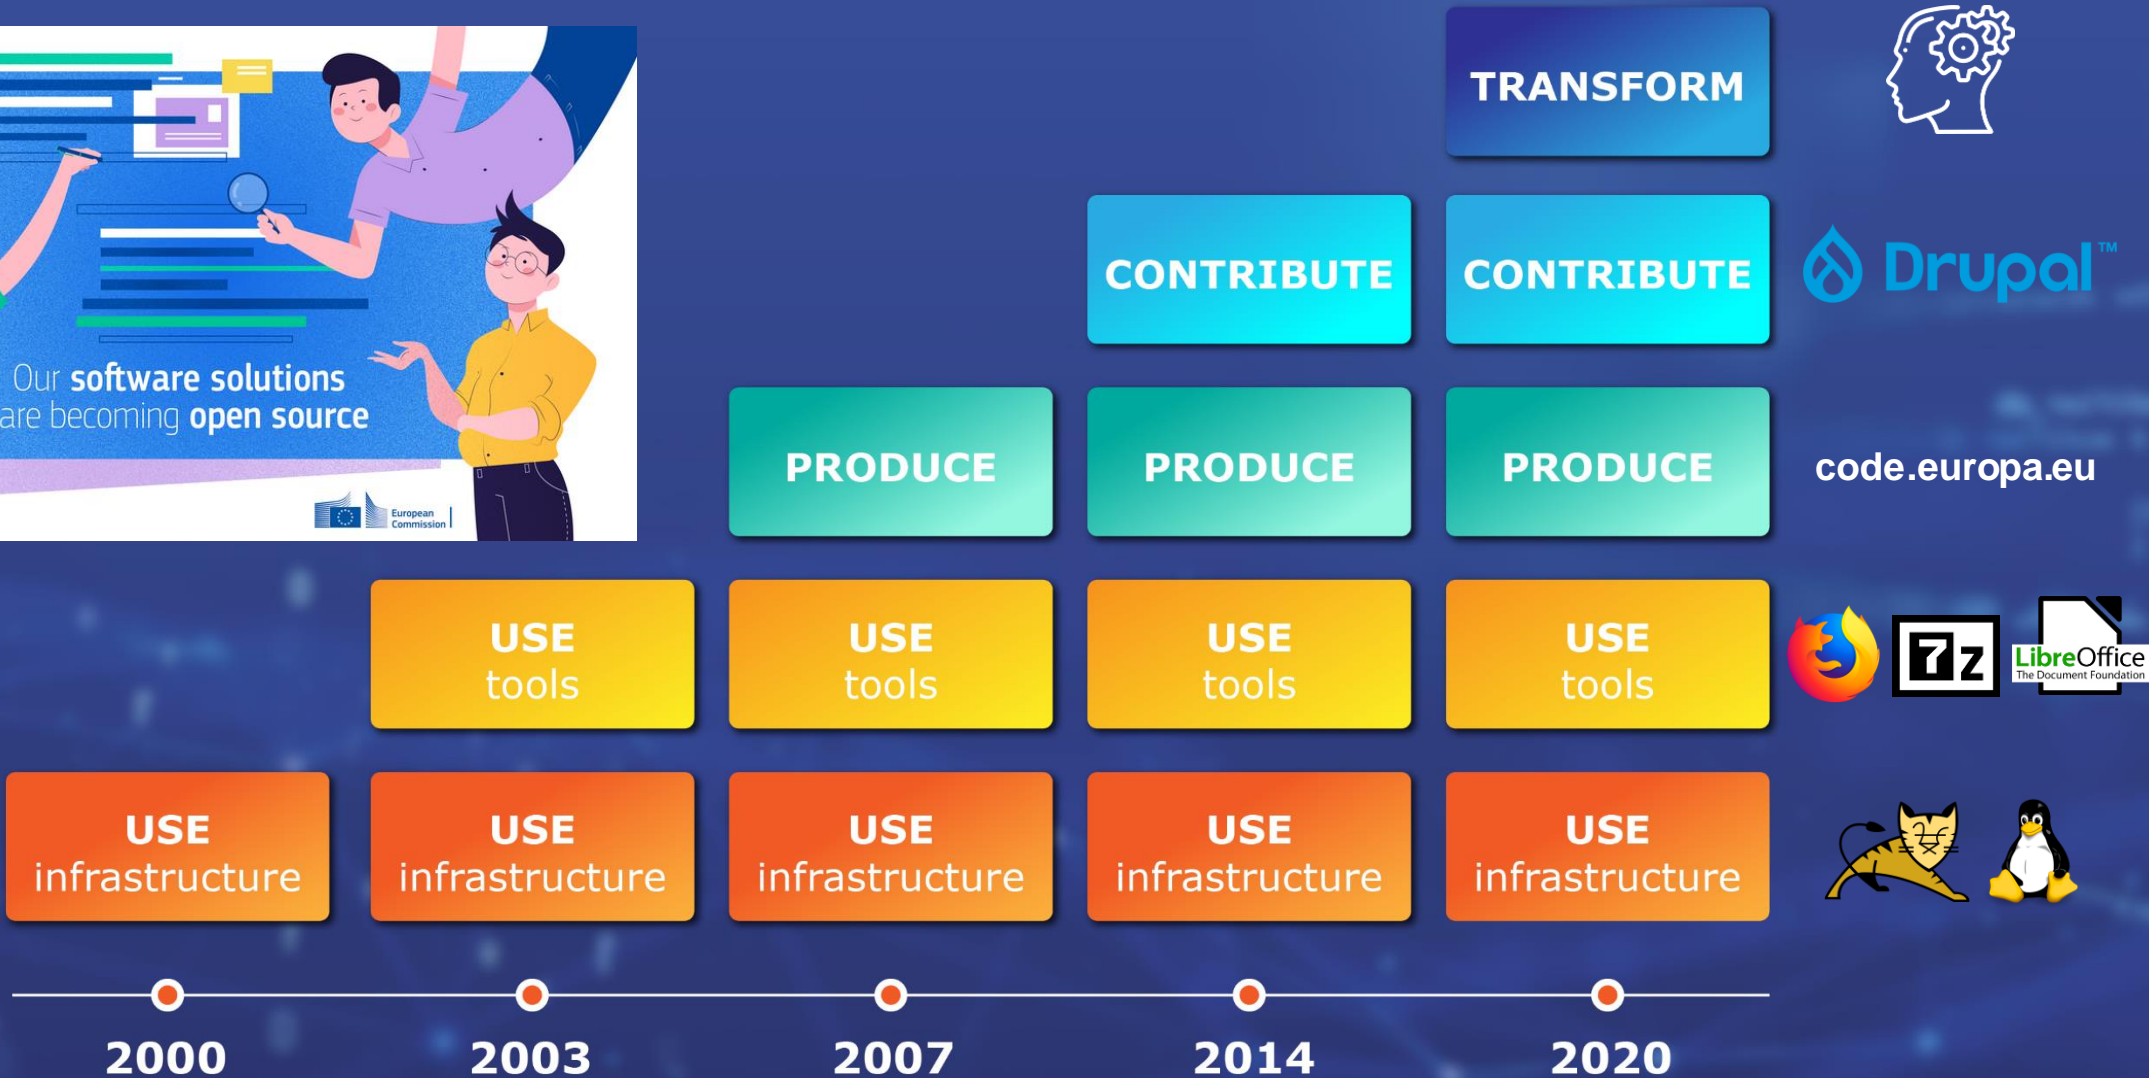 TRANSFORM
Our software solutions
are becoming open source
European
Commission
CONTRIBUTE
CONTRIBUTE
Drupal™
PRODUCE
PRODUCE
PRODUCE
code.europa.eu
USE
tools
USE
tools
USE
tools
USE
tools
7z
LibreOffice
The Document Foundation
USE
infrastructure
USE
infrastructure
USE
infrastructure
USE
infrastructure
USE
infrastructure
2000
2003
2007
2014
2020